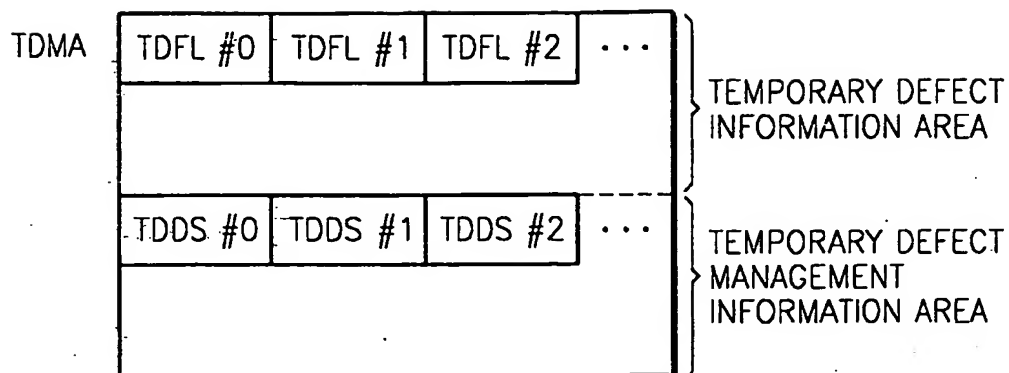 TDMA
TDFL #0 TDFL #1 TDFL #2 ...
TEMPORARY DEFECT
INFORMATION AREA
TDDS #0 TDDS #1 TDDS #2 ...
TEMPORARY DEFECT
MANAGEMENT
INFORMATION AREA